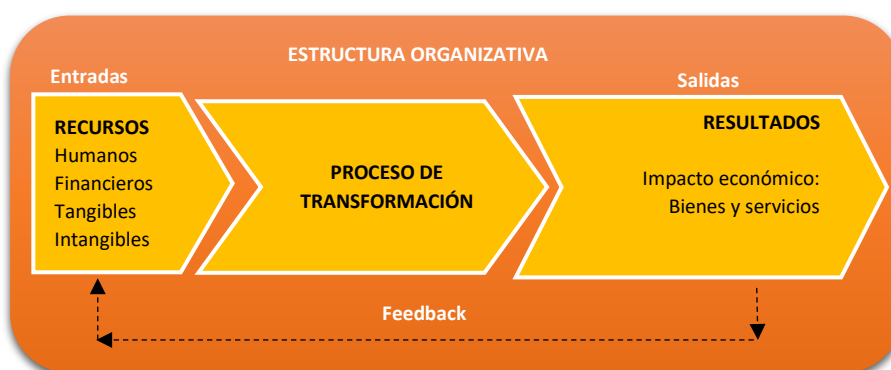 ESTRUCTURA ORGANIZATIVA
Entradas
Salidas
RECURSOS
Humanos
Financieros
Tangibles
Intangibles
PROCESO DE
TRANSFORMACIÓN
RESULTADOS
Impacto económico:
Bienes y servicios
Feedback